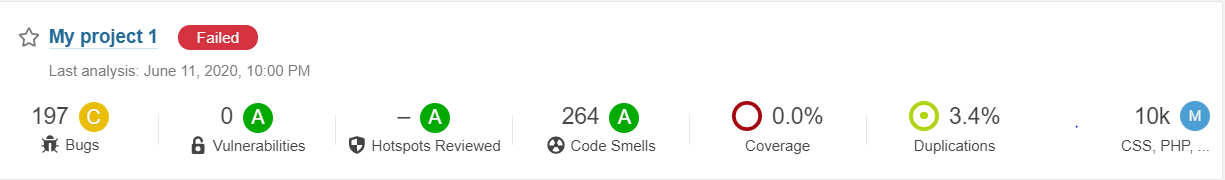 My project 1 Failed
Last analysis: June 11, 2020, 10:00 PM
197 C 0 A – A 264 A 0.0% 3.4% 10k M
Bugs Vulnerabilities Hotspots Reviewed Code Smells Coverage Duplications CSS, PHP, ...